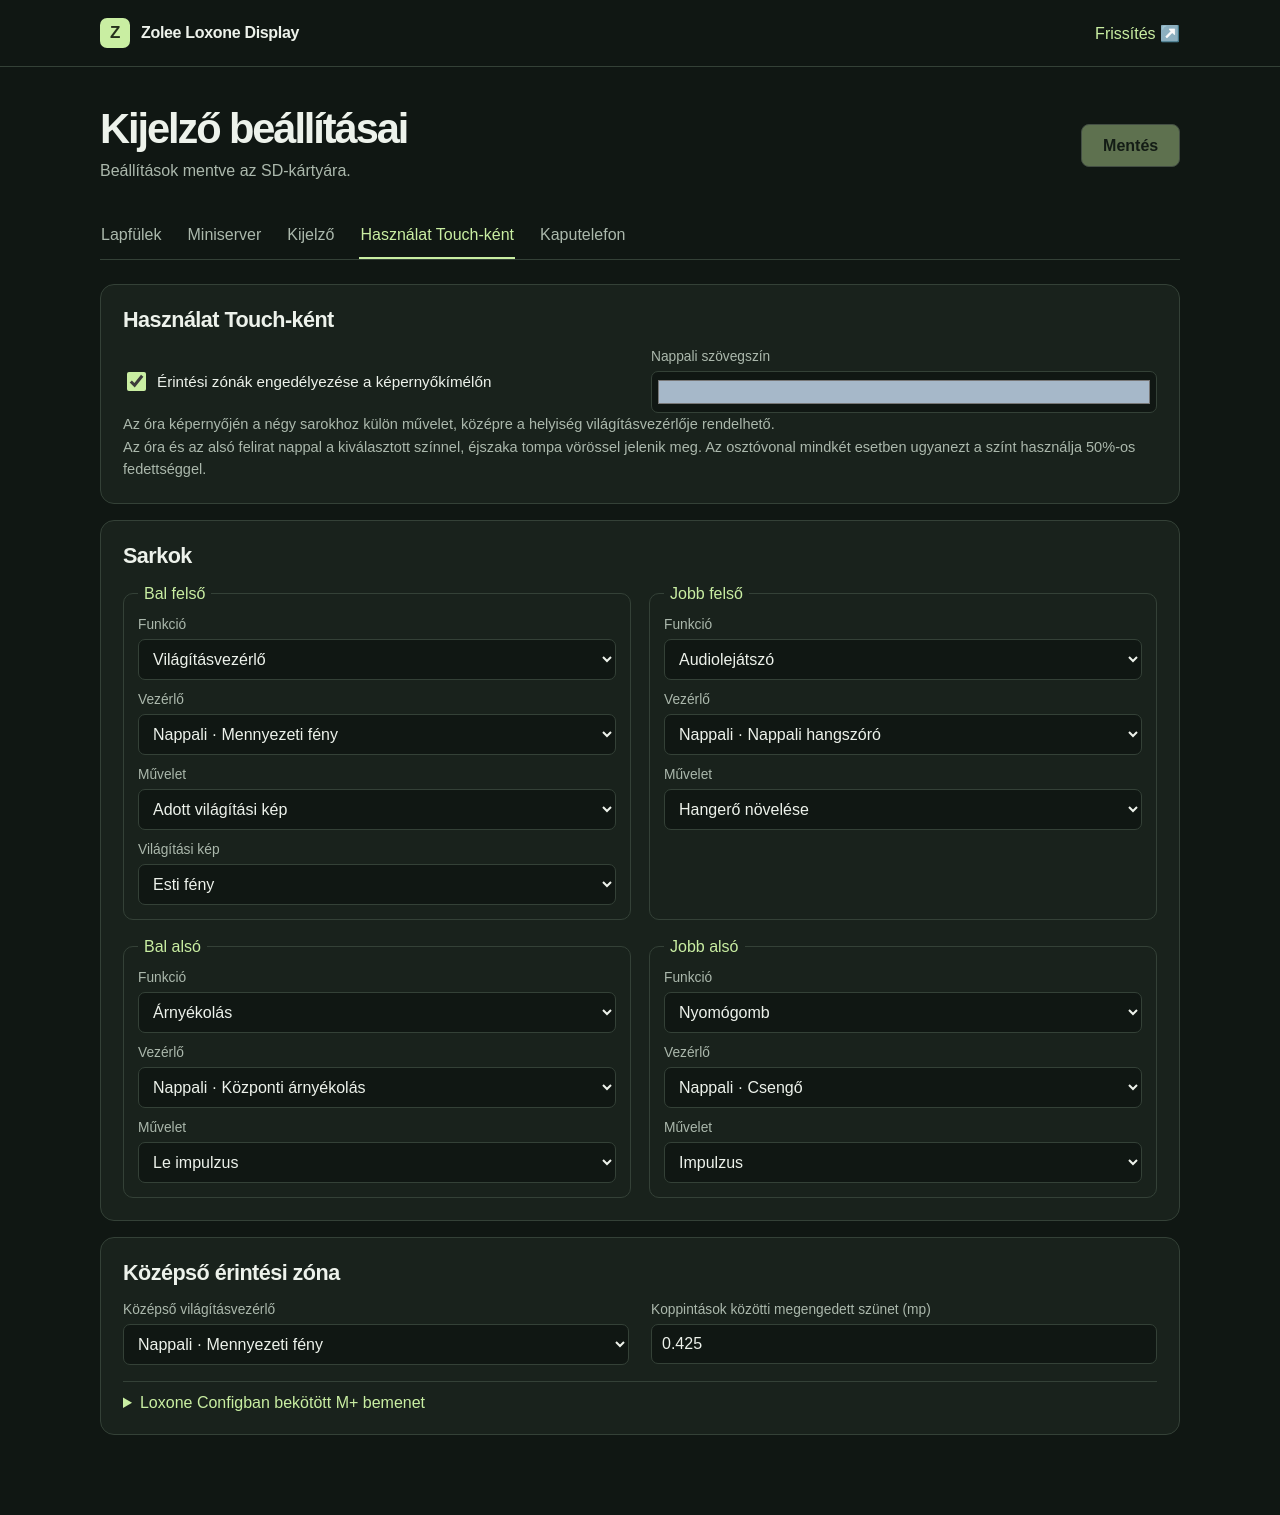 Z Zolee Loxone Display
Frissítés ↗
Kijelző beállításai
Beállítások mentve az SD-kártyára.
Mentés
Lapfülek Miniserver Kijelző Használat Touch-ként Kaputelefon
Használat Touch-ként
Érintési zónák engedélyezése a képernyőkímélőn
Nappali szövegszín
Az óra képernyőjén a négy sarokhoz külön művelet, középre a helyiség világításvezérlője rendelhető.
Az óra és az alsó felirat nappal a kiválasztott színnel, éjszaka tompa vörössel jelenik meg. Az osztóvonal mindkét esetben ugyanezt a színt használja 50%-os
fedettséggel.
Sarkok
Bal felső
Funkció
Világításvezérlő
Vezérlő
Nappali · Mennyezeti fény
Művelet
Adott világítási kép
Világítási kép
Esti fény
Jobb felső
Funkció
Audiolejátszó
Vezérlő
Nappali · Nappali hangszóró
Művelet
Hangerő növelése
Bal alsó
Funkció
Árnyékolás
Vezérlő
Nappali · Központi árnyékolás
Művelet
Le impulzus
Jobb alsó
Funkció
Nyomógomb
Vezérlő
Nappali · Csengő
Művelet
Impulzus
Középső érintési zóna
Középső világításvezérlő
Nappali · Mennyezeti fény
Koppintások közötti megengedett szünet (mp)
0.425
Loxone Configban bekötött M+ bemenet